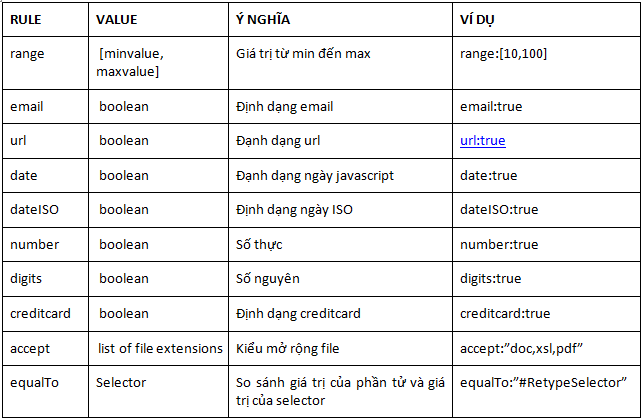 RULE VALUE Ý NGHĨA VÍ DỤ
range [minvalue, maxvalue] Giá trị từ min đến max range:[10,100]
email boolean Định dạng email email:true
url boolean Đạnh dạng url url:true
date boolean Đạnh dạng ngày javascript date:true
dateISO boolean Định dạng ngày ISO dateISO:true
number boolean Số thực number:true
digits boolean Số nguyên digits:true
creditcard boolean Định dạng creditcard creditcard:true
accept list of file extensions Kiểu mở rộng file accept:”doc,xsl,pdf”
equalTo Selector So sánh giá trị của phần tử và giá trị của selector equalTo:”#RetypeSelector”